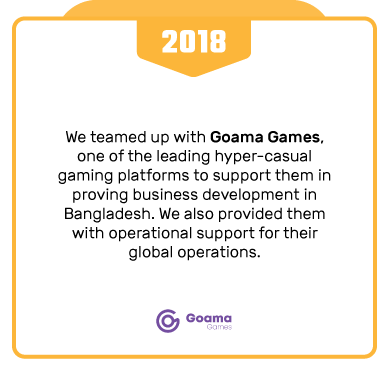 2018
We teamed up with Goama Games,
one of the leading hyper-casual
gaming platforms to support them in
proving business development in
Bangladesh. We also provided them
with operational support for their
global operations.
Goama
Games